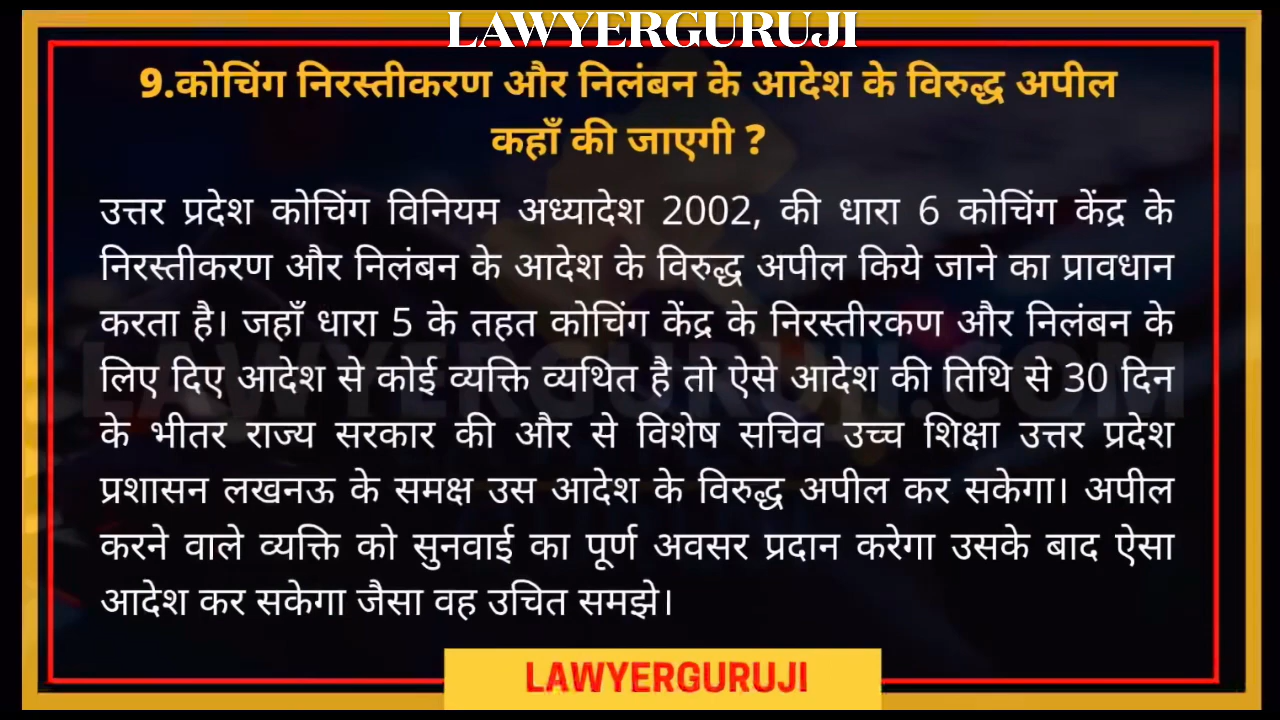 LAWYERGURUJI
9.कोचिंग निरस्तीकरण और निलंबन के आदेश के विरुद्ध अपील
कहाँ की जाएगी ?
उत्तर प्रदेश कोचिंग विनियम अध्यादेश 2002, की धारा 6 कोचिंग केंद्र के
निरस्तीकरण और निलंबन के आदेश के विरुद्ध अपील किये जाने का प्रावधान
करता है। जहाँ धारा 5 के तहत कोचिंग केंद्र के निरस्तीरकण और निलंबन के
लिए दिए आदेश से कोई व्यक्ति व्यथित है तो ऐसे आदेश की तिथि से 30 दिन
के भीतर राज्य सरकार की और से विशेष सचिव उच्च शिक्षा उत्तर प्रदेश
प्रशासन लखनऊ के समक्ष उस आदेश के विरुद्ध अपील कर सकेगा। अपील
करने वाले व्यक्ति को सुनवाई का पूर्ण अवसर प्रदान करेगा उसके बाद ऐसा
आदेश कर सकेगा जैसा वह उचित समझे।
LAWYERGURUJI.COM
LAWYERGURUJI